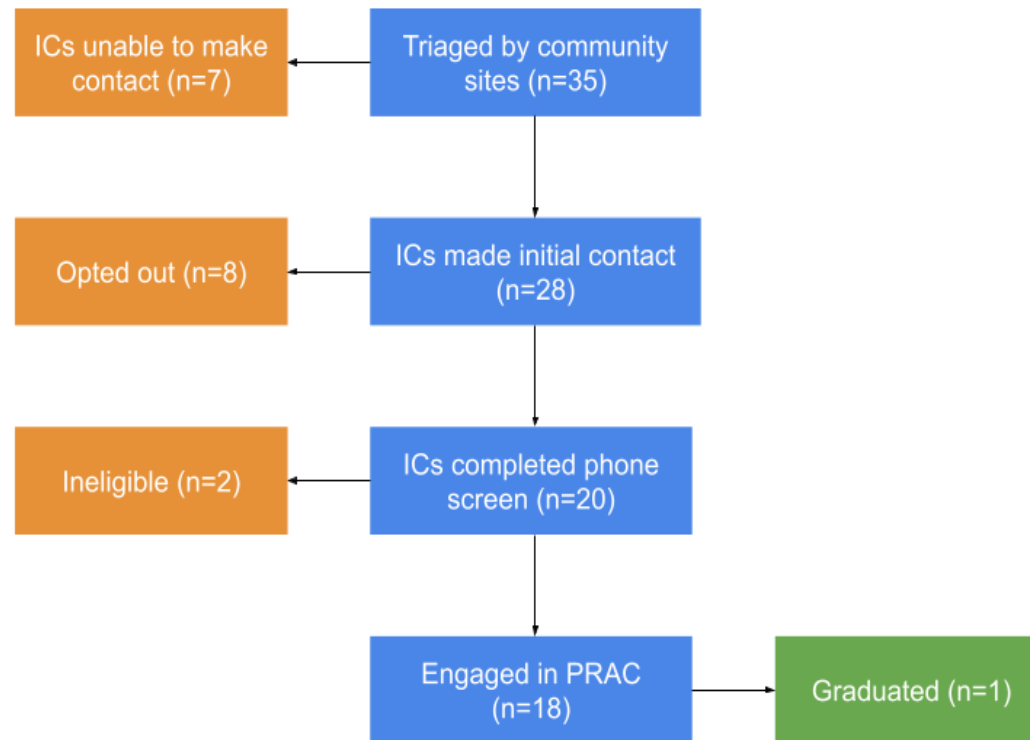 ICs unable to make
contact (n=7)
Triaged by community
sites (n=35)
Opted out (n=8)
ICs made initial contact
(n=28)
Ineligible (n=2)
ICs completed phone
screen (n=20)
Engaged in PRAC
(n=18)
Graduated (n=1)